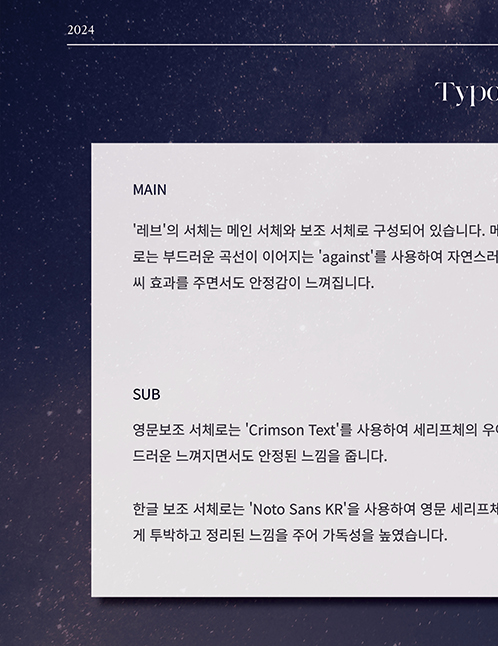 2024
Typo
MAIN
'레브'의 서체는 메인 서체와 보조 서체로 구성되어 있습니다. 메
로는 부드러운 곡선이 이어지는 'against'를 사용하여 자연스러
씨 효과를 주면서도 안정감이 느껴집니다.
SUB
영문보조 서체로는 'Crimson Text'를 사용하여 세리프체의 우아
드러운 느껴지면서도 안정된 느낌을 줍니다.
한글 보조 서체로는 'Noto Sans KR'을 사용하여 영문 세리프체
게 투박하고 정리된 느낌을 주어 가독성을 높였습니다.